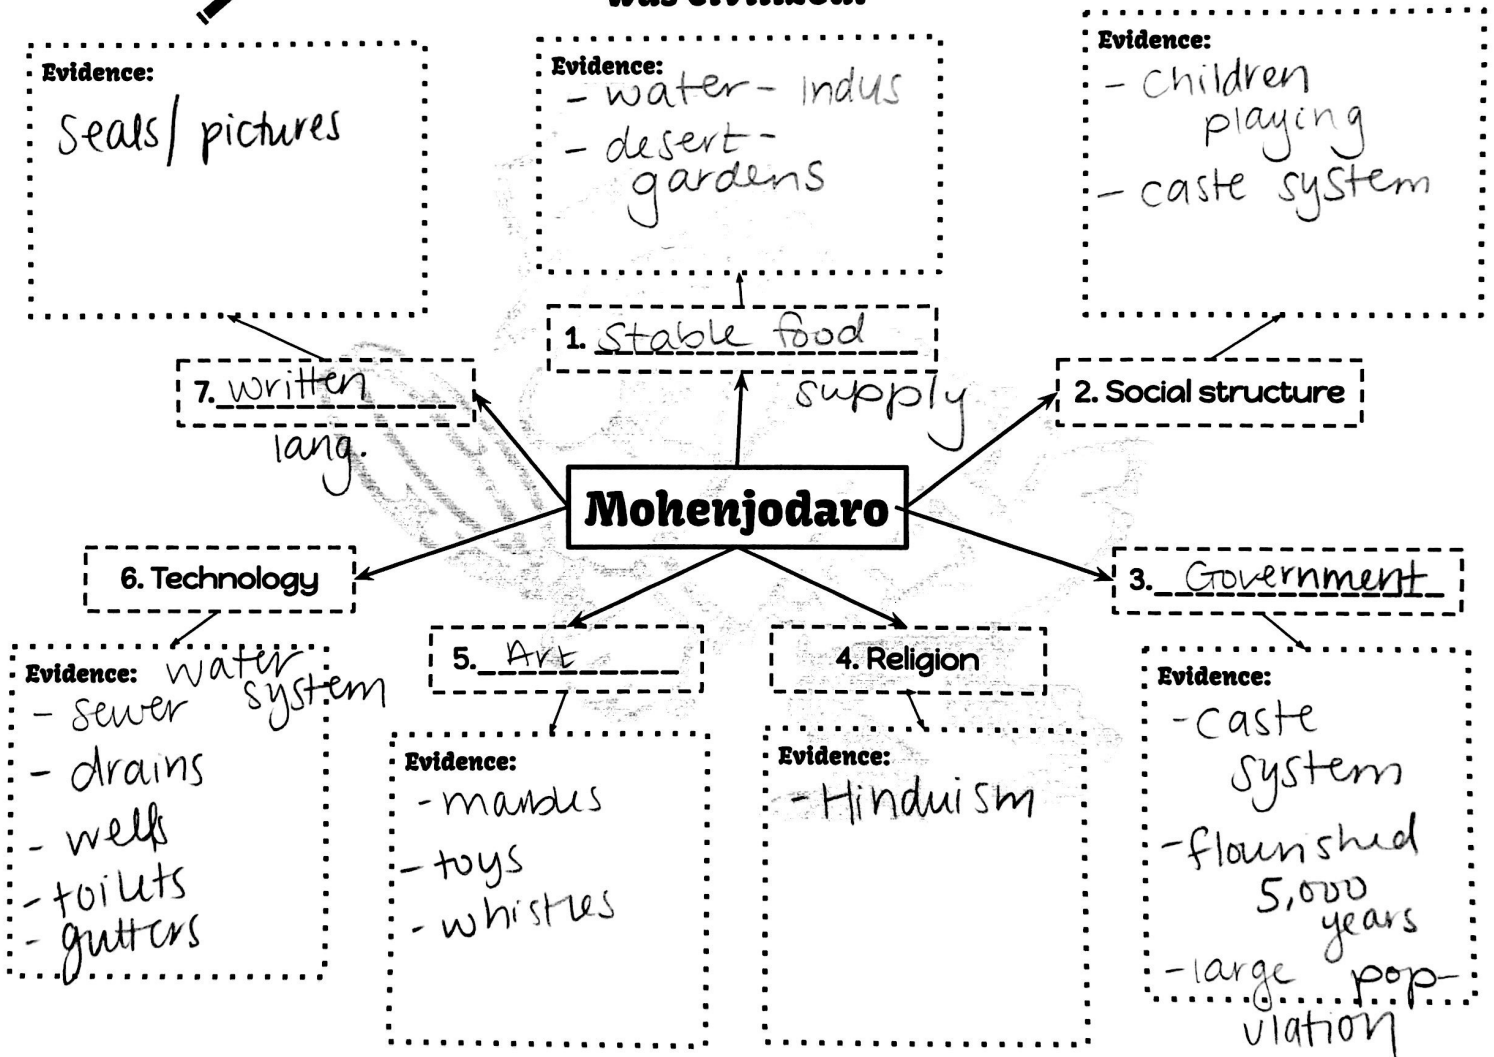 was civilized.
Evidence:
Seals/ pictures
Evidence:
- water - Indus
- desert -
gardens
Evidence:
- Children
playing
- caste system
7. written
lang.
1. Stable food
supply
2. Social structure
Mohenjodaro
6. Technology
3. Government
5. Art
4. Religion
Evidence: water
system
- sewer
- drains
- wells
- toilets
- gutters
Evidence:
- marbles
- toys
- whistles
Evidence:
- Hinduism
Evidence:
- caste
system
- flourished
5,000
years
- large pop-
ulation